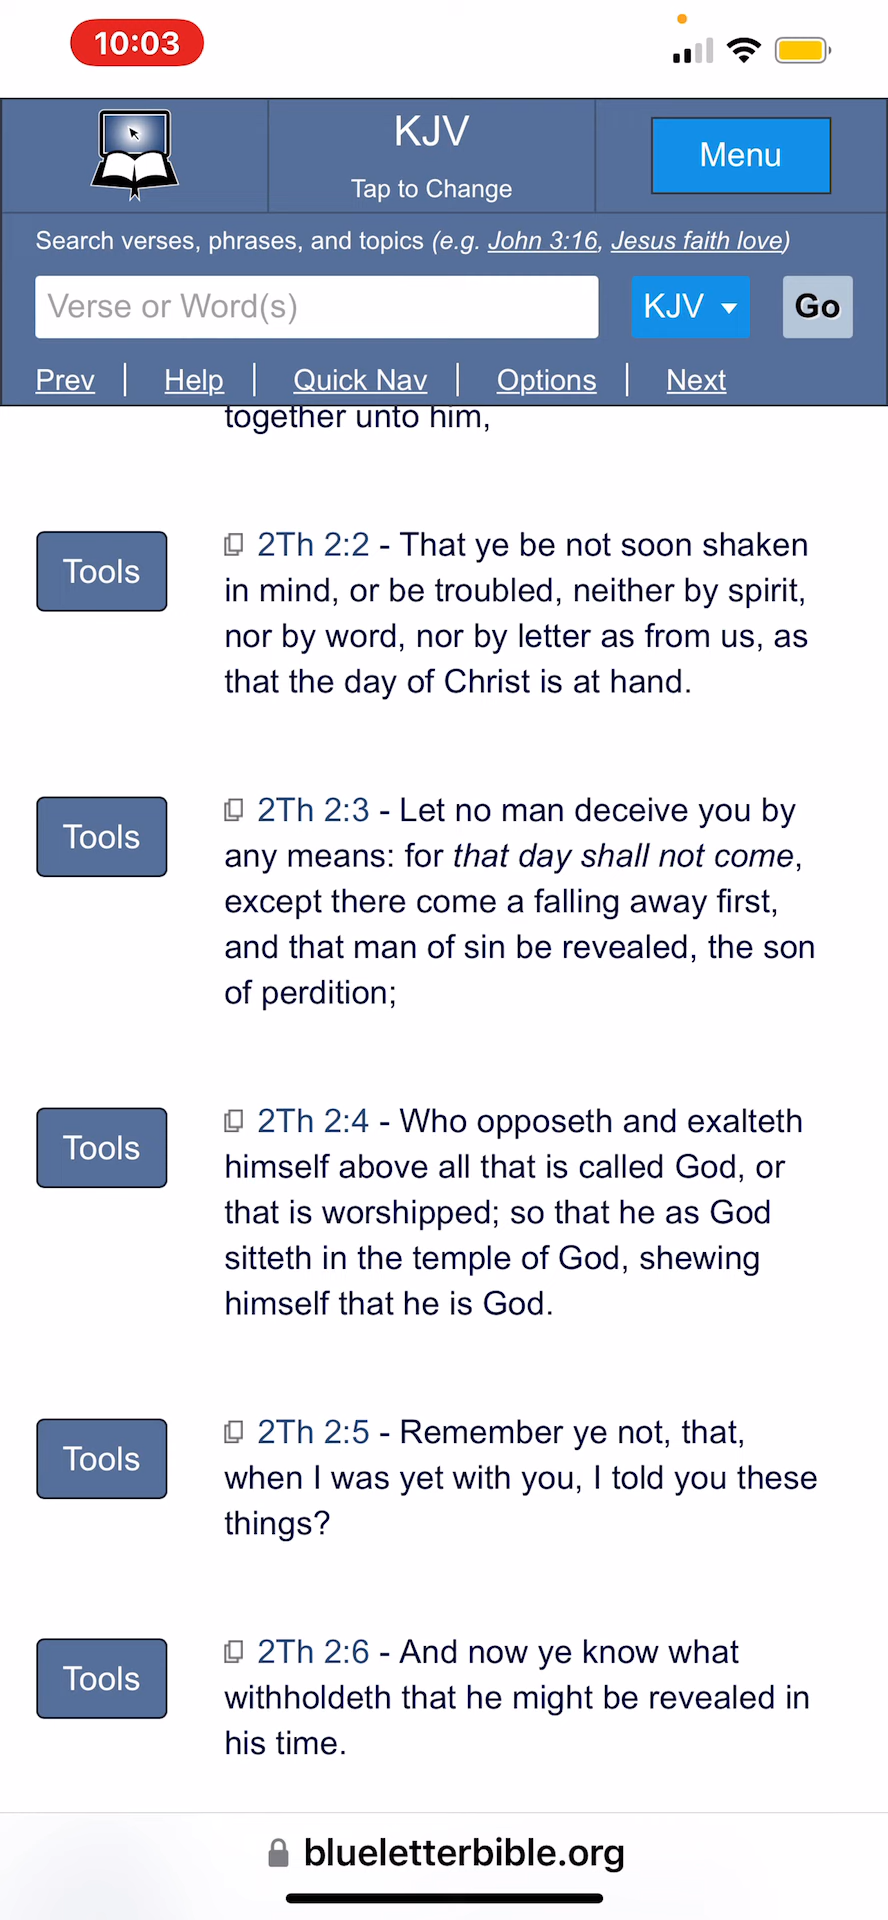 10:03
KJV
Tap to Change
Menu
Search verses, phrases, and topics (e.g. John 3:16, Jesus faith love)
Verse or Word(s)
KJV
Go
Prev | Help | Quick Nav | Options | Next
together unto him,
Tools
2Th 2:2 - That ye be not soon shaken
in mind, or be troubled, neither by spirit,
nor by word, nor by letter as from us, as
that the day of Christ is at hand.
Tools
2Th 2:3 - Let no man deceive you by
any means: for that day shall not come,
except there come a falling away first,
and that man of sin be revealed, the son
of perdition;
Tools
2Th 2:4 - Who opposeth and exalteth
himself above all that is called God, or
that is worshipped; so that he as God
sitteth in the temple of God, shewing
himself that he is God.
Tools
2Th 2:5 - Remember ye not, that,
when I was yet with you, I told you these
things?
Tools
2Th 2:6 - And now ye know what
withholdeth that he might be revealed in
his time.
blueletterbible.org